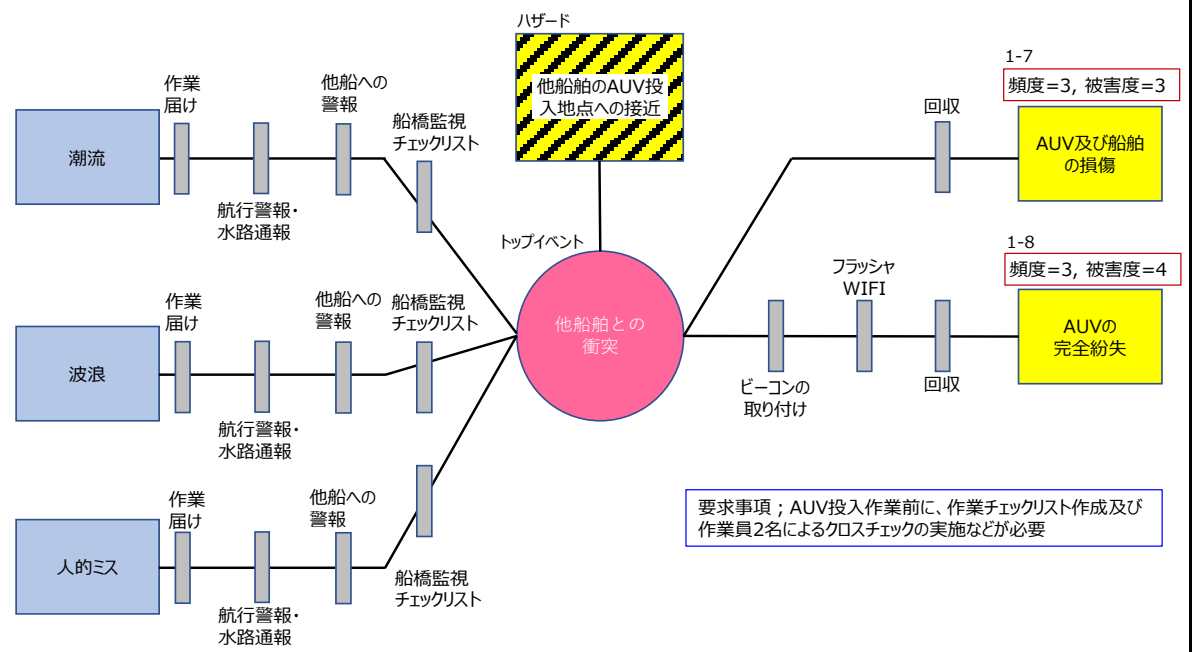 ハザード
他船舶のAUV投
入地点への接近
トップイベント
他船舶との
衝突
潮流
作業
届け
航行警報・
水路通報
他船への
警報
船橋監視
チェックリスト
波浪
作業
届け
航行警報・
水路通報
他船への
警報
船橋監視
チェックリスト
人的ミス
作業
届け
航行警報・
水路通報
他船への
警報
船橋監視
チェックリスト
回収
1-7
頻度=3, 被害度=3
AUV及び船舶
の損傷
ビーコンの
取り付け
フラッシャ
WIFI
回収
1-8
頻度=3, 被害度=4
AUVの
完全紛失
要求事項；AUV投入作業前に、作業チェックリスト作成及び
作業員2名によるクロスチェックの実施などが必要